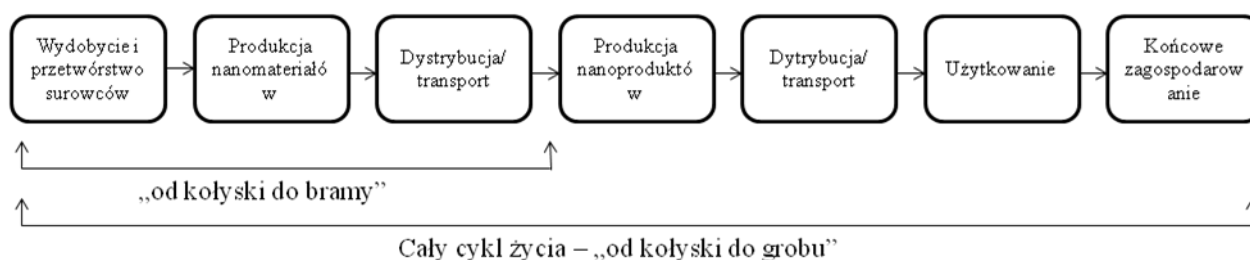 Wydobycie i
przetwórstwo
surowców
Produkcja
nanomateriałó
w
Dystrybucja/
transport
Produkcja
nanoproduktó
w
Dytrybucja/
transport
Użytkowanie
Końcowe
zagospodarow
anie
„od kołyski do bramy”
Cały cykl życia – „od kołyski do grobu”